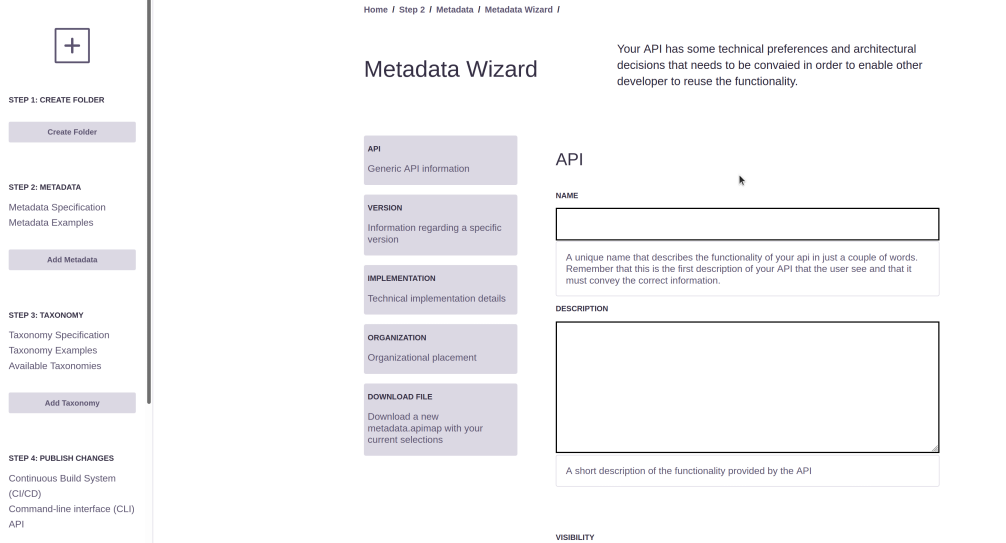 Home / Step 2 / Metadata / Metadata Wizard /
STEP 1: CREATE FOLDER
Create Folder
STEP 2: METADATA
Metadata Specification
Metadata Examples
Add Metadata
STEP 3: TAXONOMY
Taxonomy Specification
Taxonomy Examples
Available Taxonomies
Add Taxonomy
STEP 4: PUBLISH CHANGES
Continuous Build System
(CI/CD)
Command-line interface (CLI)
API
Metadata Wizard
Your API has some technical preferences and architectural
decisions that needs to be convaied in order to enable other
developer to reuse the functionality.
API
Generic API information
VERSION
Information regarding a specific
version
IMPLEMENTATION
Technical implementation details
ORGANIZATION
Organizational placement
DOWNLOAD FILE
Download a new
metadata.apimap with your
current selections
API
NAME
A unique name that describes the functionality of your api in just a couple of words.
Remember that this is the first description of your API that the user see and that it
must convey the correct information.
DESCRIPTION
A short description of the functionality provided by the API
VISIBILITY